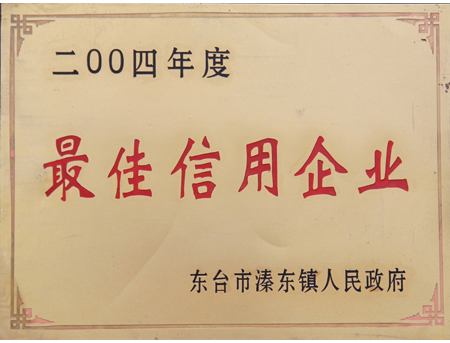 二00四年度
最佳信用企业
东台市溱东镇人民政府